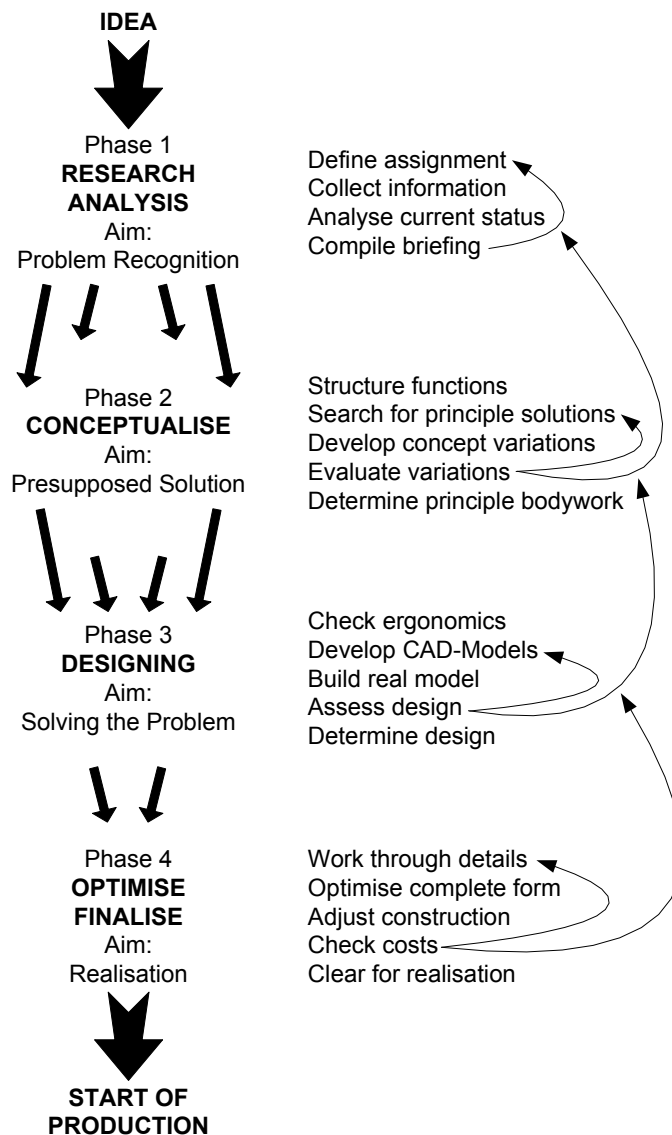 IDEA
Phase 1
RESEARCH
ANALYSIS
Aim:
Problem Recognition
Define assignment
Collect information
Analyse current status
Compile briefing
Phase 2
CONCEPTUALISE
Aim:
Presupposed Solution
Structure functions
Search for principle solutions
Develop concept variations
Evaluate variations
Determine principle bodywork
Phase 3
DESIGNING
Aim:
Solving the Problem
Check ergonomics
Develop CAD-Models
Build real model
Assess design
Determine design
Phase 4
OPTIMISE
FINALISE
Aim:
Realisation
Work through details
Optimise complete form
Adjust construction
Check costs
Clear for realisation
START OF
PRODUCTION